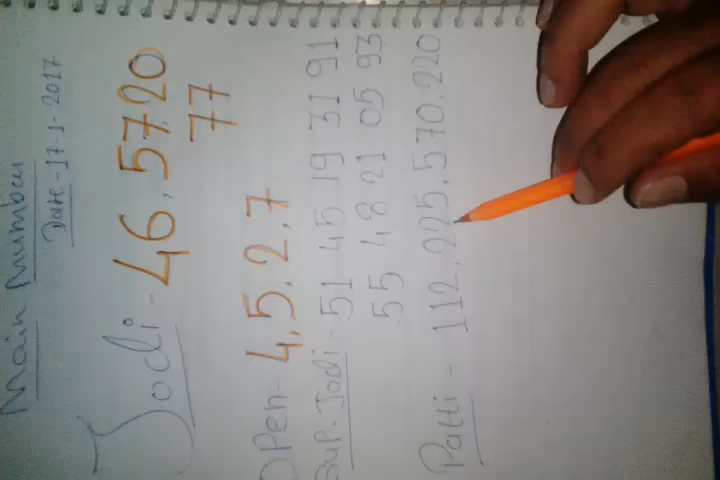 Main Mumbai
Date-17-1-2017
Jodi - 46, 57, 20
77
OPen- 4, 5, 2, 7
Sup. Jodi - 51 45 19 31 91
55 48 21 05 93
Patti - 112, 225, 570, 220